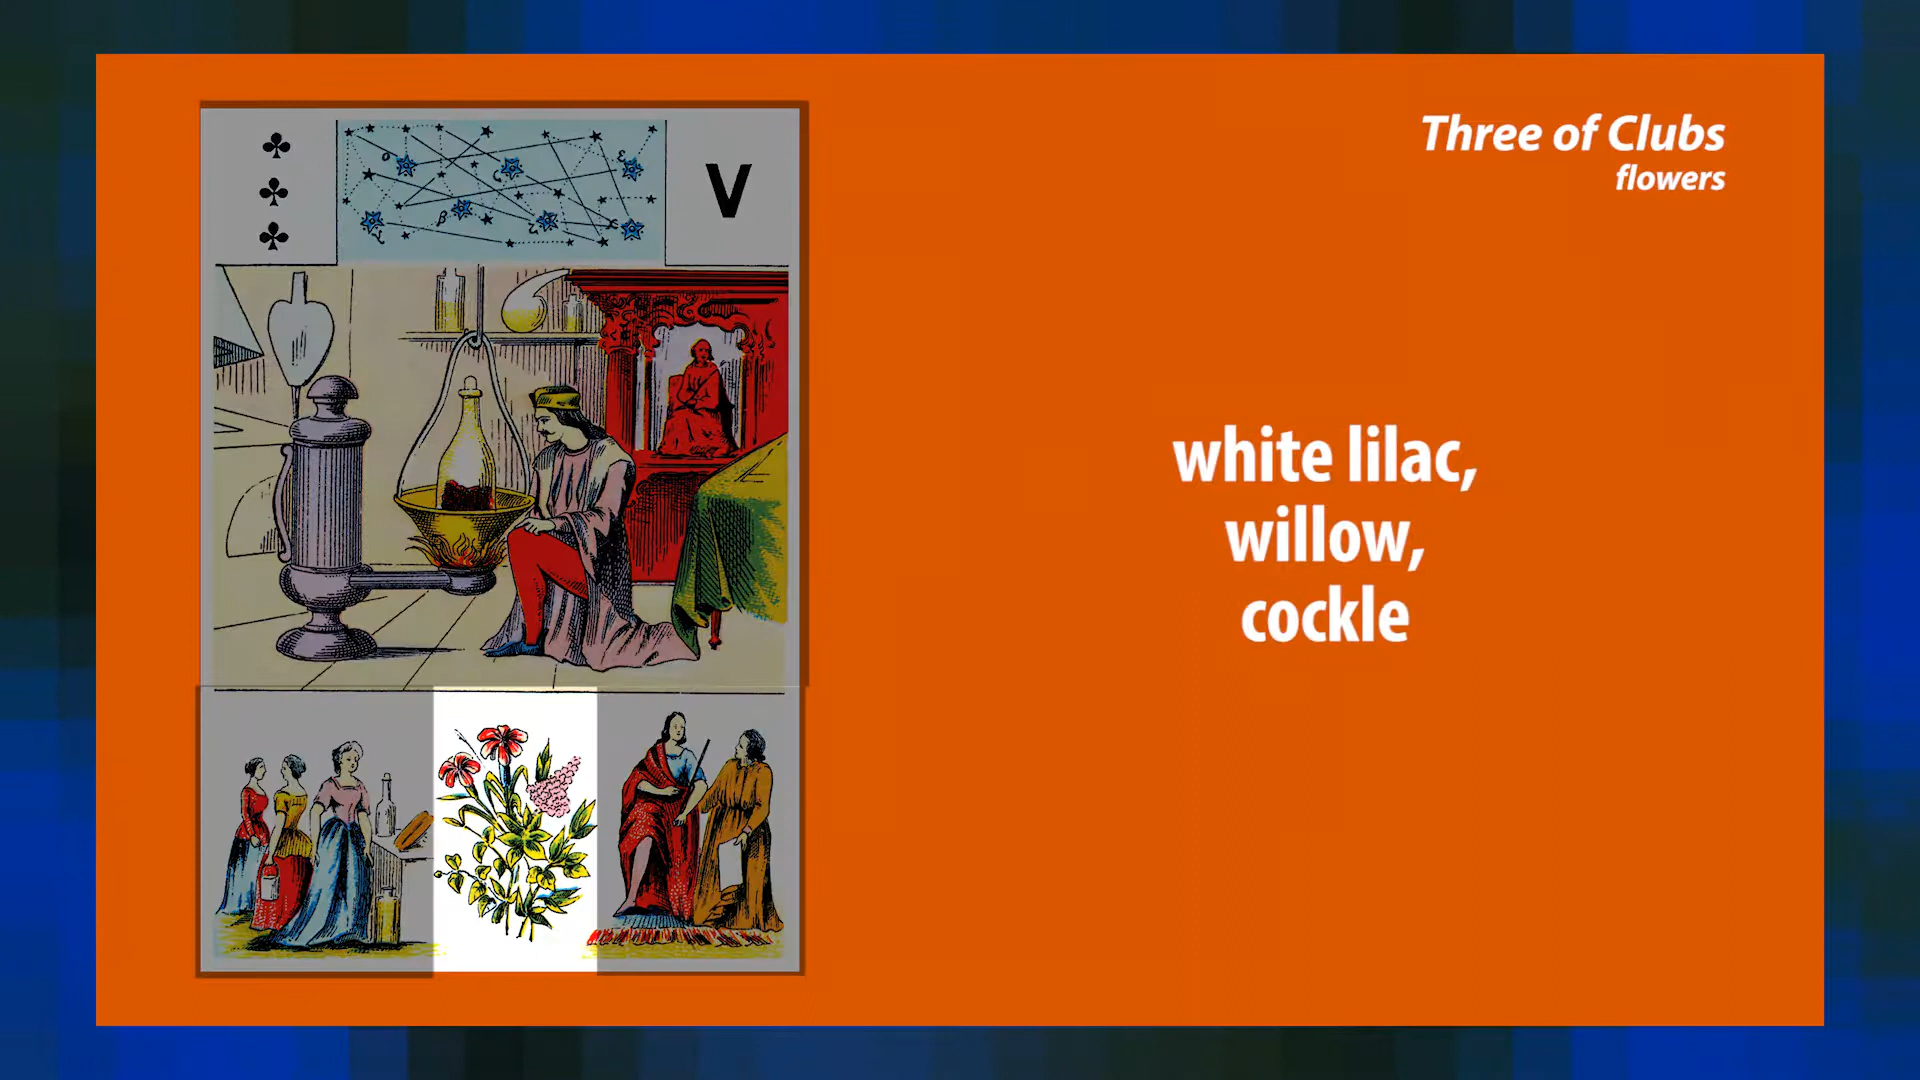 Three of Clubs
flowers
V
white lilac,
willow,
cockle